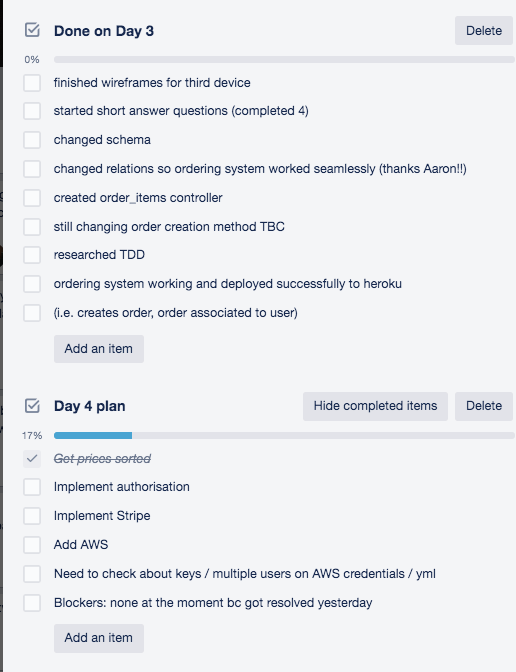 Done on Day 3
Delete
0%
finished wireframes for third device
started short answer questions (completed 4)
changed schema
changed relations so ordering system worked seamlessly (thanks Aaron!!)
created order_items controller
still changing order creation method TBC
researched TDD
ordering system working and deployed successfully to heroku
(i.e. creates order, order associated to user)
Add an item
Day 4 plan
Hide completed items
Delete
17%
Get prices sorted
Implement authorisation
Implement Stripe
Add AWS
Need to check about keys / multiple users on AWS credentials / yml
Blockers: none at the moment bc got resolved yesterday
Add an item